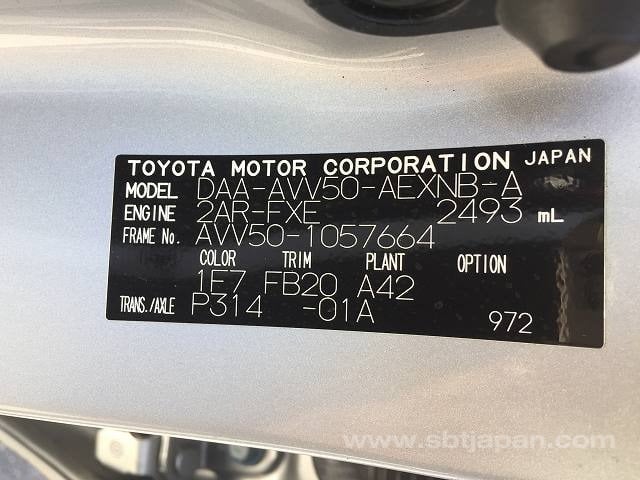 TOYOTA MOTOR CORPORATION JAPAN
MODEL DAA-AVV50-AEXNB-A
ENGINE 2AR-FXE 2493 mL
FRAME No. AVV50-1057664
COLOR TRIM PLANT OPTION
1E7 FB20 A42
TRANS./AXLE P314 -01A
972
www.sbtjapan.com